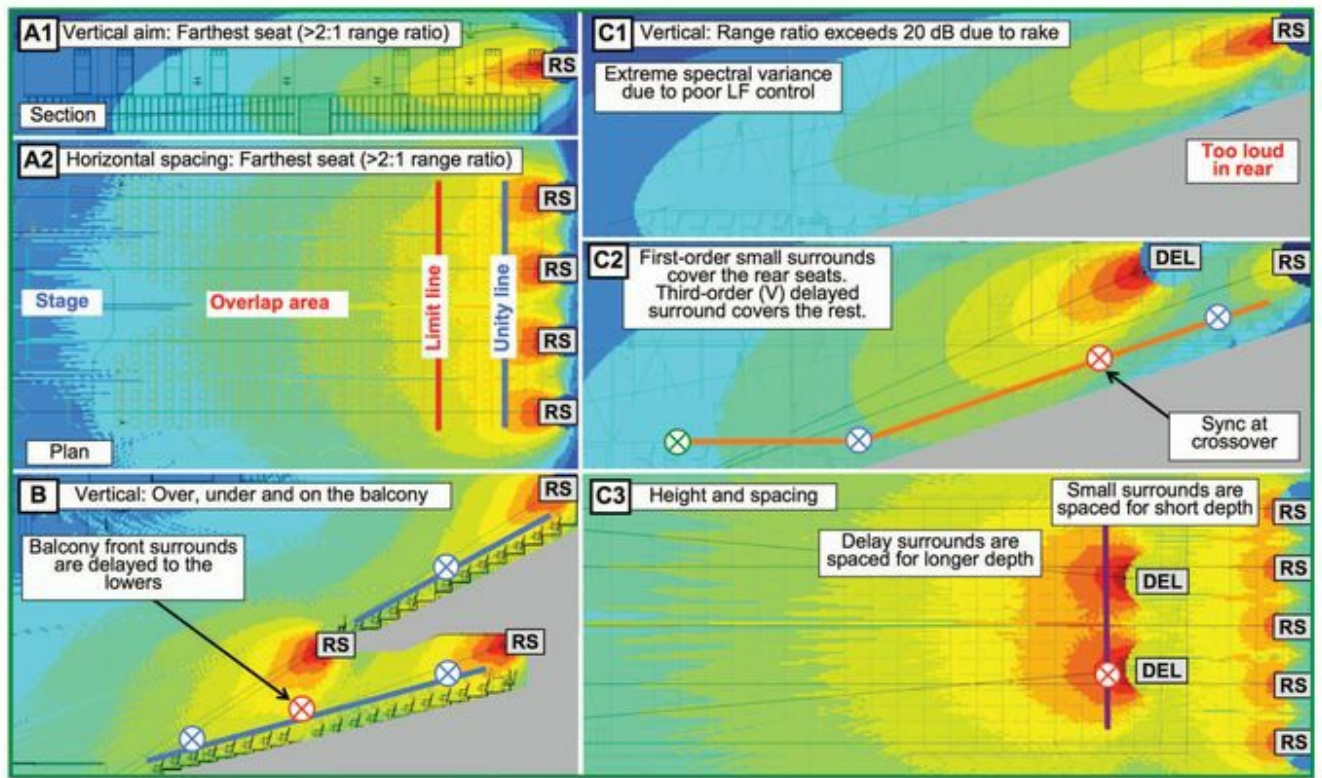 A1 Vertical aim: Farthest seat (>2:1 range ratio)
RS
Section
A2 Horizontal spacing: Farthest seat (>2:1 range ratio)
RS
RS
RS
RS
Stage
Overlap area
Limit line
Unity line
Plan
B Vertical: Over, under and on the balcony
RS
Balcony front surrounds
are delayed to the
lowers
RS
RS
C1 Vertical: Range ratio exceeds 20 dB due to rake
RS
Extreme spectral variance
due to poor LF control
Too loud
in rear
C2 First-order small surrounds
cover the rear seats.
Third-order (V) delayed
surround covers the rest.
DEL
RS
Sync at
crossover
C3 Height and spacing
Small surrounds are
spaced for short depth
Delay surrounds are
spaced for longer depth
DEL
DEL
RS
RS
RS
RS
RS